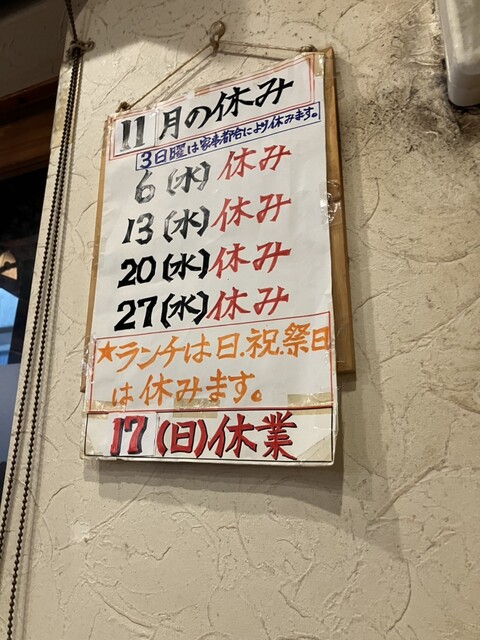 11月の休み
3日曜は家事都合により休みます。
6(水)休み
13(水)休み
20(水)休み
27(水)休み
★ランチは日.祝.祭日
は休みます。
17(日)休業